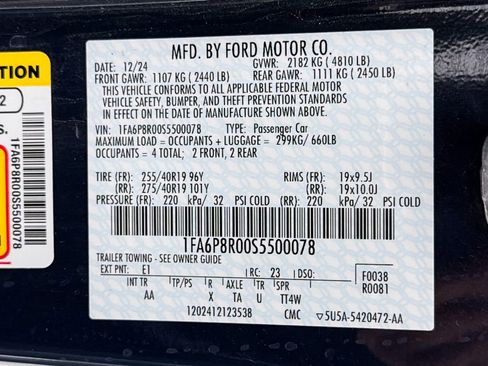 MFD. BY FORD MOTOR CO.
DATE: 12/24 GVWR: 2182 KG ( 4810 LB)
FRONT GAWR: 1107 KG ( 2440 LB) REAR GAWR: 1111 KG ( 2450 LB)
THIS VEHICLE CONFORMS TO ALL APPLICABLE FEDERAL MOTOR
VEHICLE SAFETY, BUMPER, AND THEFT PREVENTION STANDARDS
IN EFFECT ON THE DATE OF MANUFACTURE SHOWN ABOVE.
VIN: 1FA6P8R00S5500078 TYPE: Passenger Car
MAXIMUM LOAD = OCCUPANTS + LUGGAGE = 299KG/ 660LB
OCCUPANTS = 4 TOTAL; 2 FRONT, 2 REAR
TIRE (FR): 255/40R19 96Y RIMS (FR): 19x9.5J
(RR): 275/40R19 101Y (RR): 19x10.0J
PRESSURE (FR): 220 kPa/ 32 PSI COLD (RR): 220 kPa/ 32 PSI COLD
1FA6P8R00S5500078
TRAILER TOWING - SEE OWNER GUIDE
EXT PNT: E1 RC: 23 DSO: F0038
INT TR TP/PS R AXLE TR SPR R0081
AA X TA U TT4W
1202412123538 CMC ▽5U5A-5420472-AA
TION
2
S.
1FA6P8R00S5500078